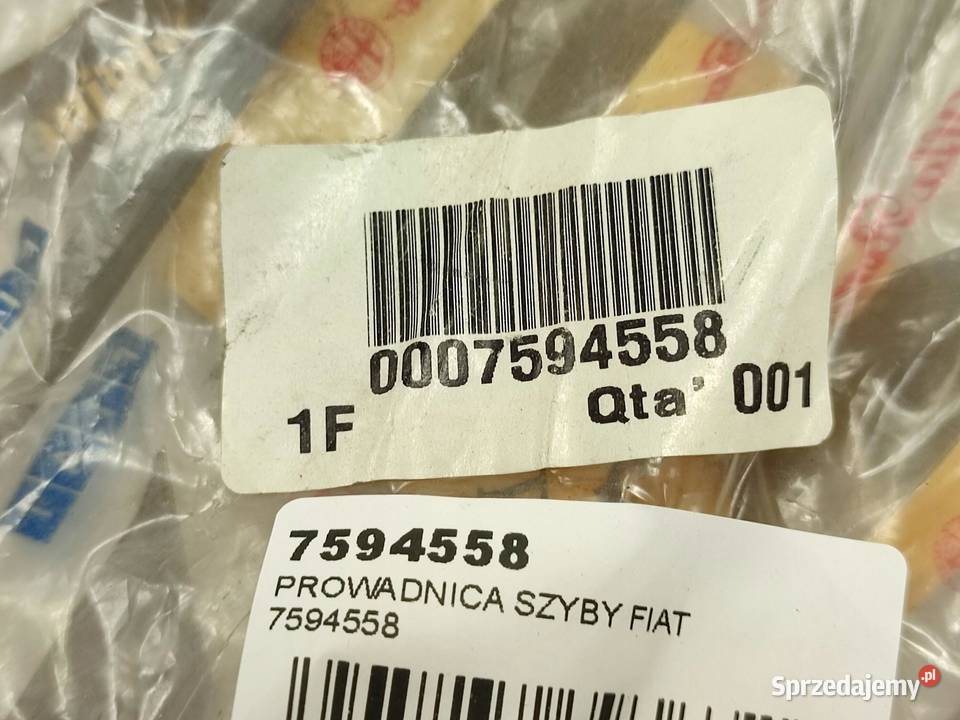 0007594558
1F Qta' 001
7594558
PROWADNICA SZYBY FIAT
7594558
Sprzedajemy.pl